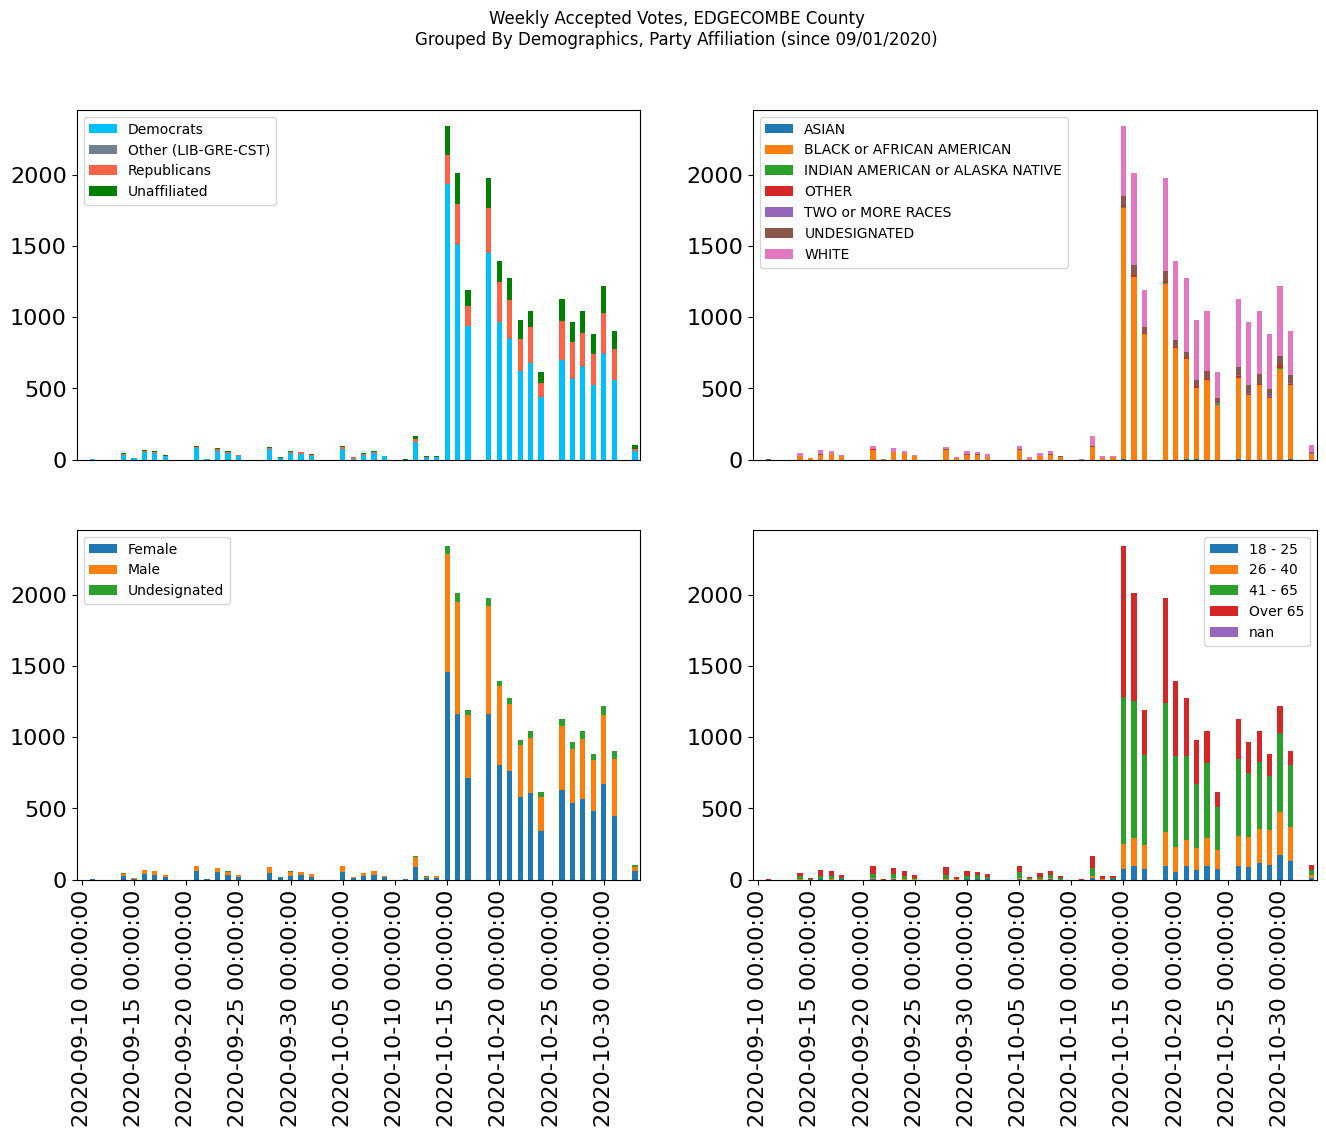 Weekly Accepted Votes, EDGECOMBE County
Grouped By Demographics, Party Affiliation (since 09/01/2020)
Democrats
Other (LIB-GRE-CST)
Republicans
Unaffiliated
2000
1500
1000
500
0
ASIAN
BLACK or AFRICAN AMERICAN
INDIAN AMERICAN or ALASKA NATIVE
OTHER
TWO or MORE RACES
UNDESIGNATED
WHITE
2000
1500
1000
500
0
Female
Male
Undesignated
2000
1500
1000
500
0
2020-09-10 00:00:00
2020-09-15 00:00:00
2020-09-20 00:00:00
2020-09-25 00:00:00
2020-09-30 00:00:00
2020-10-05 00:00:00
2020-10-10 00:00:00
2020-10-15 00:00:00
2020-10-20 00:00:00
2020-10-25 00:00:00
2020-10-30 00:00:00
18 - 25
26 - 40
41 - 65
Over 65
nan
2000
1500
1000
500
0
2020-09-10 00:00:00
2020-09-15 00:00:00
2020-09-20 00:00:00
2020-09-25 00:00:00
2020-09-30 00:00:00
2020-10-05 00:00:00
2020-10-10 00:00:00
2020-10-15 00:00:00
2020-10-20 00:00:00
2020-10-25 00:00:00
2020-10-30 00:00:00